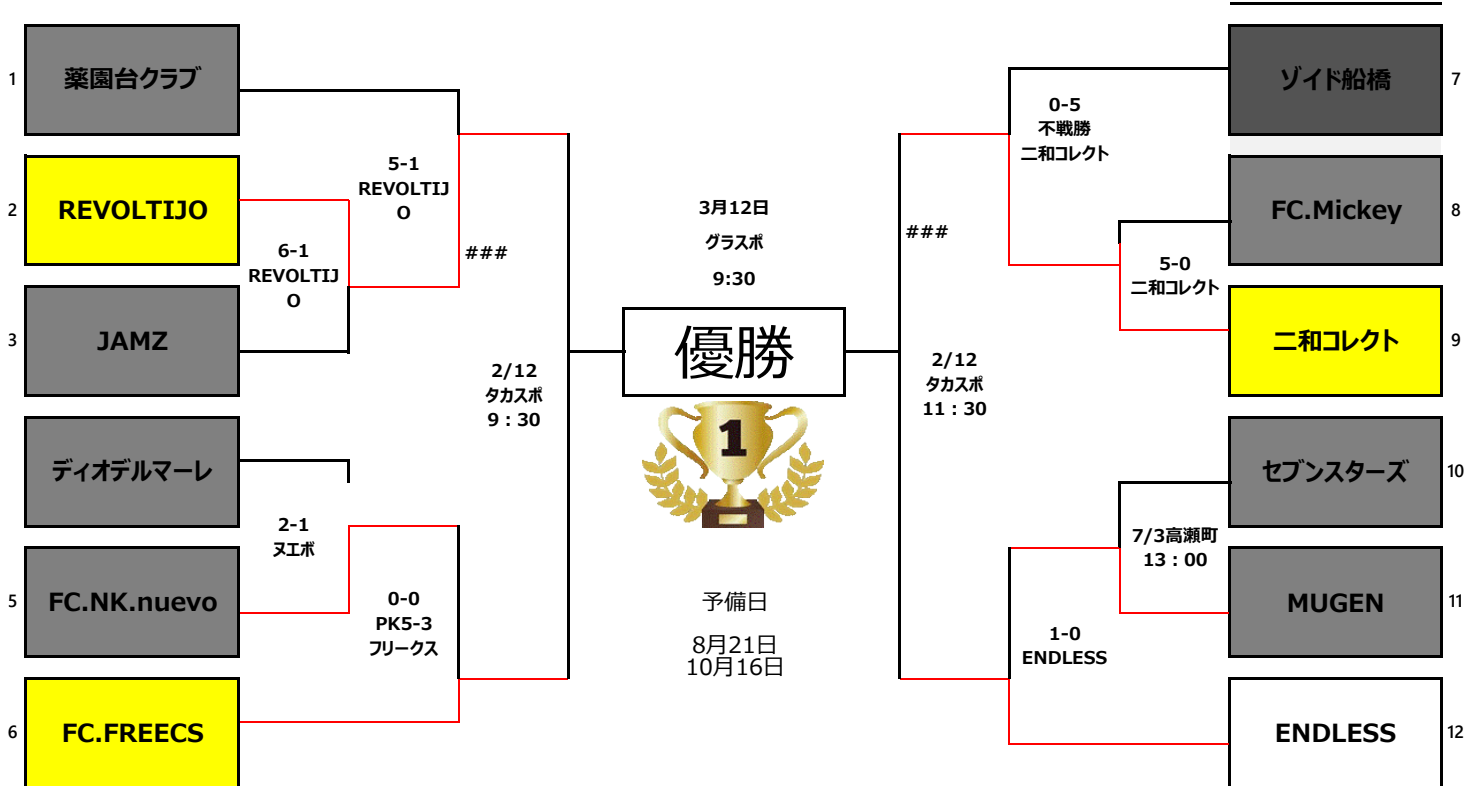 1
薬園台クラブ
2
REVOLTIJO
3
JAMZ
ディオデルマーレ
5
FC.NK.nuevo
6
FC.FREECS
6-1
REVOLTIJ
O
5-1
REVOLTIJ
O
###
2-1
ヌエボ
0-0
PK5-3
フリークス
2/12
タカスポ
9：30
3月12日
グラスポ
9:30
優勝
1
予備日
8月21日
10月16日
###
2/12
タカスポ
11：30
0-5
不戦勝
二和コレクト
5-0
二和コレクト
7/3高瀬町
13：00
1-0
ENDLESS
ゾイド船橋
7
FC.Mickey
8
二和コレクト
9
セブンスターズ
10
MUGEN
11
ENDLESS
12